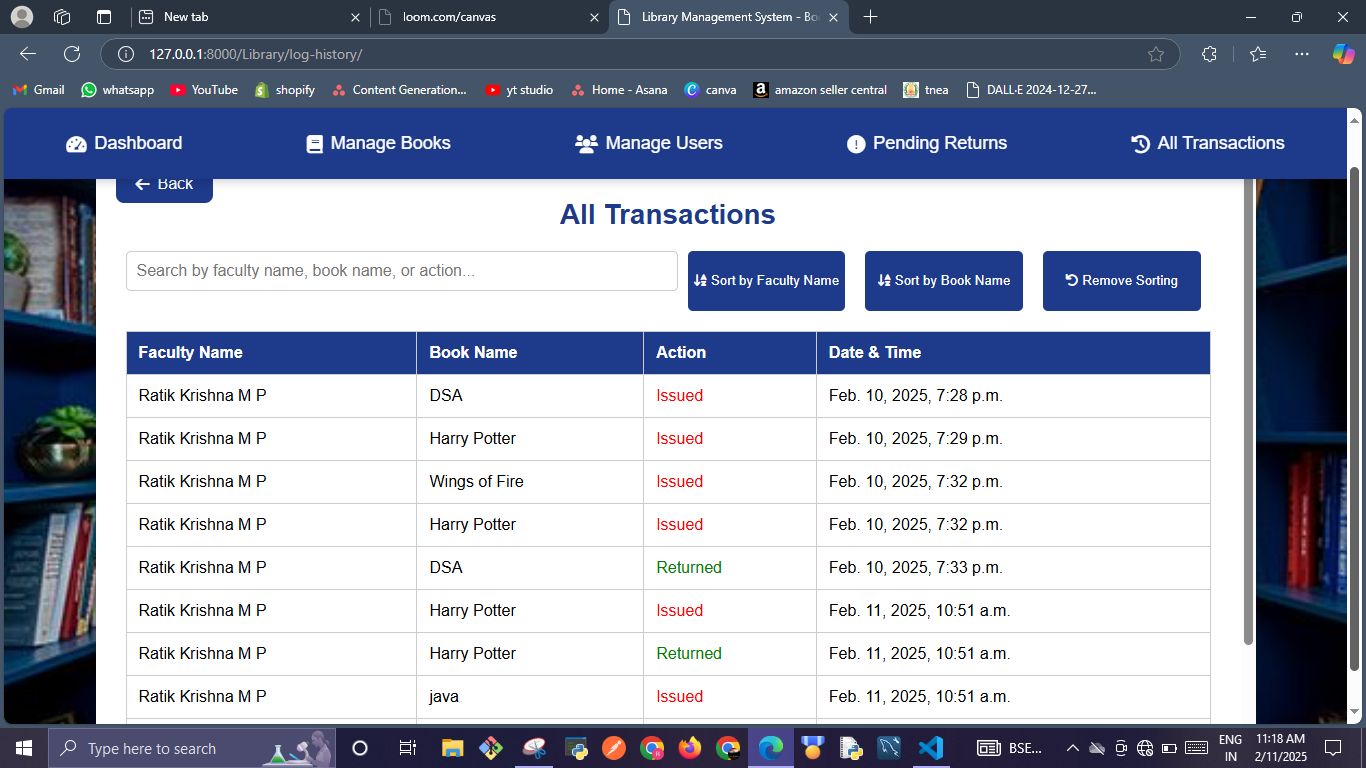 New tab
loom.com/canvas
Library Management System - Bo
127.0.0.1:8000/Library/log-history/
Gmail
whatsapp
YouTube
shopify
Content Generation...
yt studio
Home - Asana
canva
amazon seller central
tnea
DALL·E 2024-12-27...
Dashboard
Manage Books
Manage Users
Pending Returns
All Transactions
Back
All Transactions
Search by faculty name, book name, or action...
Sort by Faculty Name
Sort by Book Name
Remove Sorting
Faculty Name Book Name Action Date & Time
Ratik Krishna M P DSA Issued Feb. 10, 2025, 7:28 p.m.
Ratik Krishna M P Harry Potter Issued Feb. 10, 2025, 7:29 p.m.
Ratik Krishna M P Wings of Fire Issued Feb. 10, 2025, 7:32 p.m.
Ratik Krishna M P Harry Potter Issued Feb. 10, 2025, 7:32 p.m.
Ratik Krishna M P DSA Returned Feb. 10, 2025, 7:33 p.m.
Ratik Krishna M P Harry Potter Issued Feb. 11, 2025, 10:51 a.m.
Ratik Krishna M P Harry Potter Returned Feb. 11, 2025, 10:51 a.m.
Ratik Krishna M P java Issued Feb. 11, 2025, 10:51 a.m.
Type here to search
BSE...
ENG
IN
11:18 AM
2/11/2025